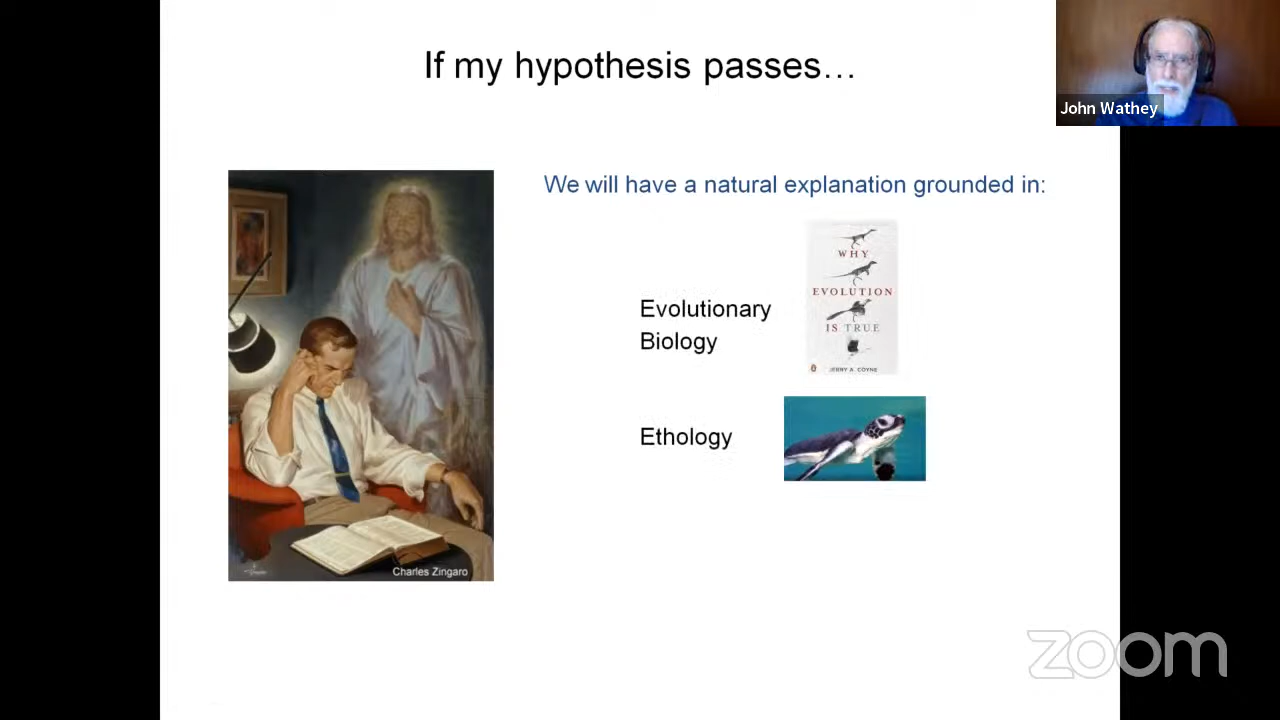 If my hypothesis passes…
John Wathey
We will have a natural explanation grounded in:
WHY
EVOLUTION
IS TRUE
JERRY A. COYNE
Evolutionary
Biology
Ethology
Charles Zingaro
zoom